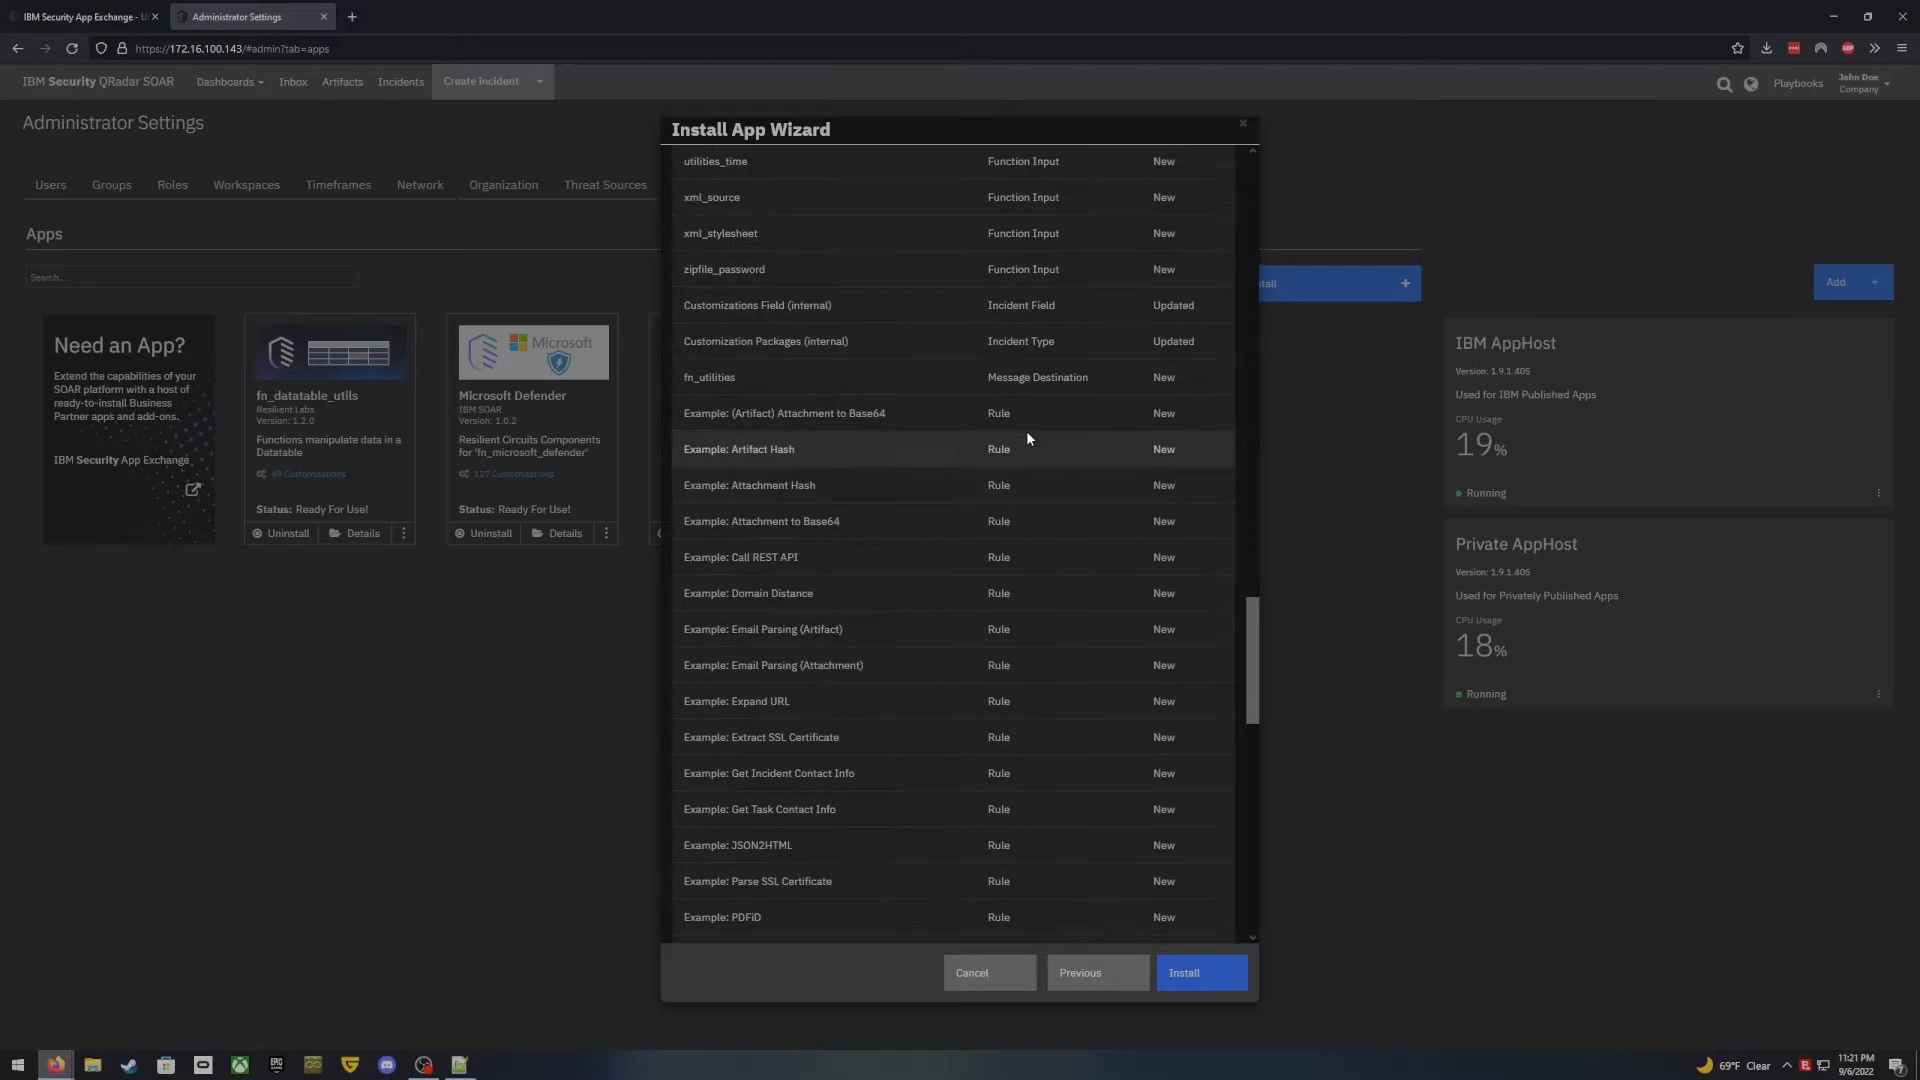 IBM Security App Exchange - U
Administrator Settings
https://172.16.100.143/#admin?tab=apps
IBM Security QRadar SOAR
Dashboards
Inbox
Artifacts
Incidents
Create Incident
Playbooks
John Doe
Company
Administrator Settings
Users
Groups
Roles
Workspaces
Timeframes
Network
Organization
Threat Sources
Apps
Search...
Need an App?
Extend the capabilities of your
SOAR platform with a host of
ready-to-install Business
Partner apps and add-ons.
IBM Security App Exchange
fn_datatable_utils
Resilient Labs
Version: 1.2.0
Functions manipulate data in a
Datatable
69 Customizations
Status: Ready For Use!
Uninstall
Details
Microsoft
Microsoft Defender
IBM SOAR
Version: 1.0.2
Resilient Circuits Components
for 'fn_microsoft_defender'
127 Customizations
Status: Ready For Use!
Uninstall
Details
Install App Wizard
utilities_time Function Input New
xml_source Function Input New
xml_stylesheet Function Input New
zipfile_password Function Input New
Customizations Field (internal) Incident Field Updated
Customization Packages (internal) Incident Type Updated
fn_utilities Message Destination New
Example: (Artifact) Attachment to Base64 Rule New
Example: Artifact Hash Rule New
Example: Attachment Hash Rule New
Example: Attachment to Base64 Rule New
Example: Call REST API Rule New
Example: Domain Distance Rule New
Example: Email Parsing (Artifact) Rule New
Example: Email Parsing (Attachment) Rule New
Example: Expand URL Rule New
Example: Extract SSL Certificate Rule New
Example: Get Incident Contact Info Rule New
Example: Get Task Contact Info Rule New
Example: JSON2HTML Rule New
Example: Parse SSL Certificate Rule New
Example: PDFiD Rule New
Cancel
Previous
Install
tall +
Add +
IBM AppHost
Version: 1.9.1.405
Used for IBM Published Apps
CPU Usage
19%
Running
Private AppHost
Version: 1.9.1.405
Used for Privately Published Apps
CPU Usage
18%
Running
69°F Clear
11:21 PM
9/6/2022